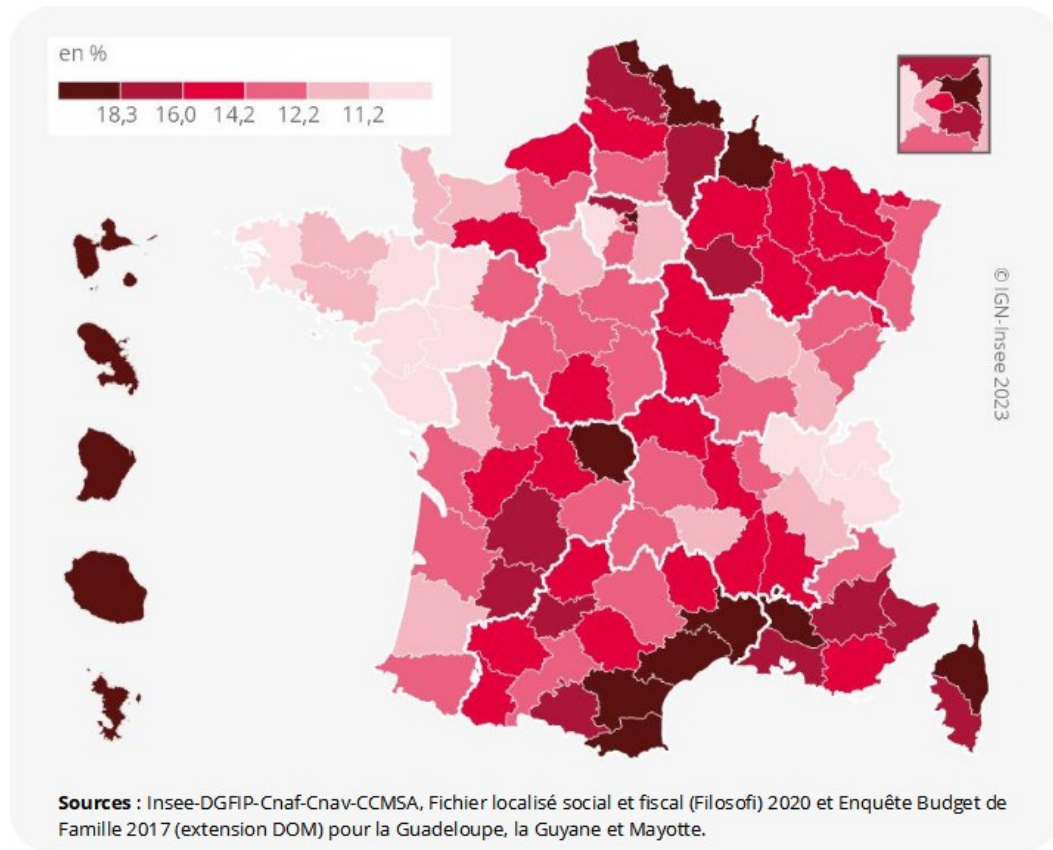 en %
18,3 16,0 14,2 12,2 11,2
© IGN-Insee 2023
Sources : Insee-DGFIP-Cnaf-Cnav-CCMSA, Fichier localisé social et fiscal (Filosofi) 2020 et Enquête Budget de
Famille 2017 (extension DOM) pour la Guadeloupe, la Guyane et Mayotte.